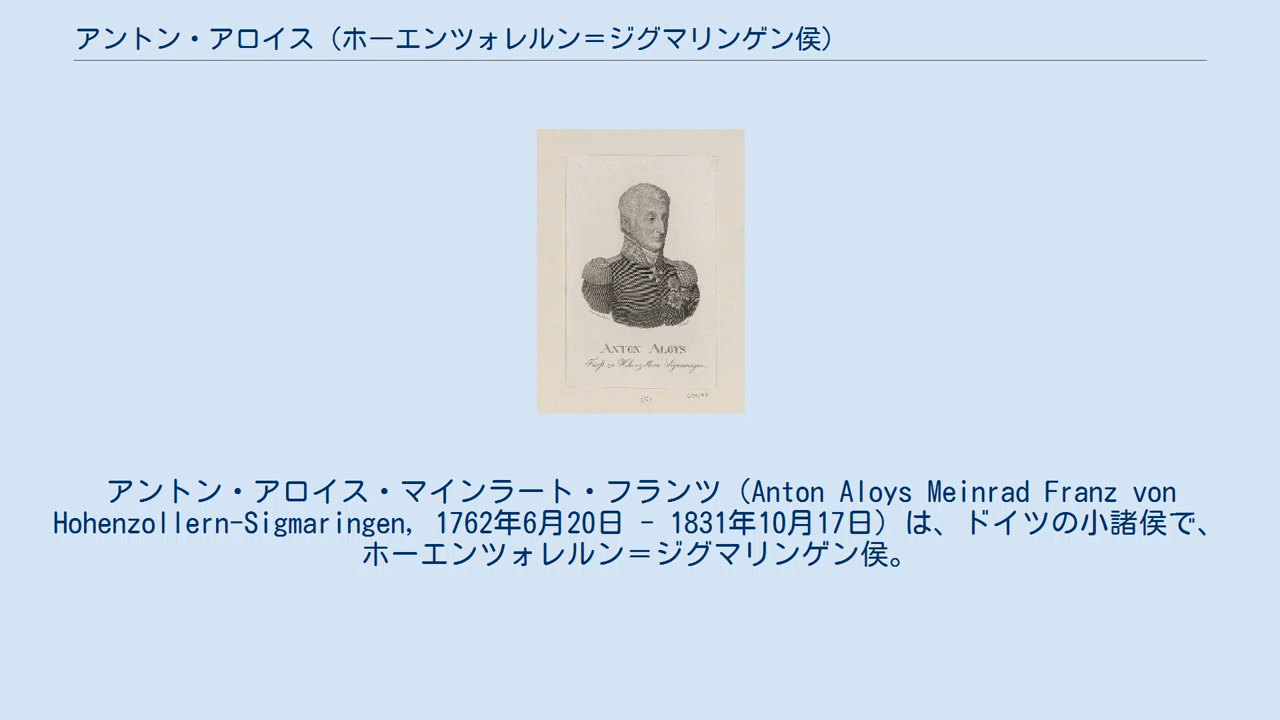 アントン・アロイス（ホーエンツォレルン＝ジグマリンゲン侯）
ANTON ALOYS
Fürst zu Hohenzollern Sigmaringen.
アントン・アロイス・マインラート・フランツ（Anton Aloys Meinrad Franz von
Hohenzollern-Sigmaringen, 1762年6月20日 - 1831年10月17日）は、ドイツの小諸侯で、
ホーエンツォレルン＝ジグマリンゲン侯。